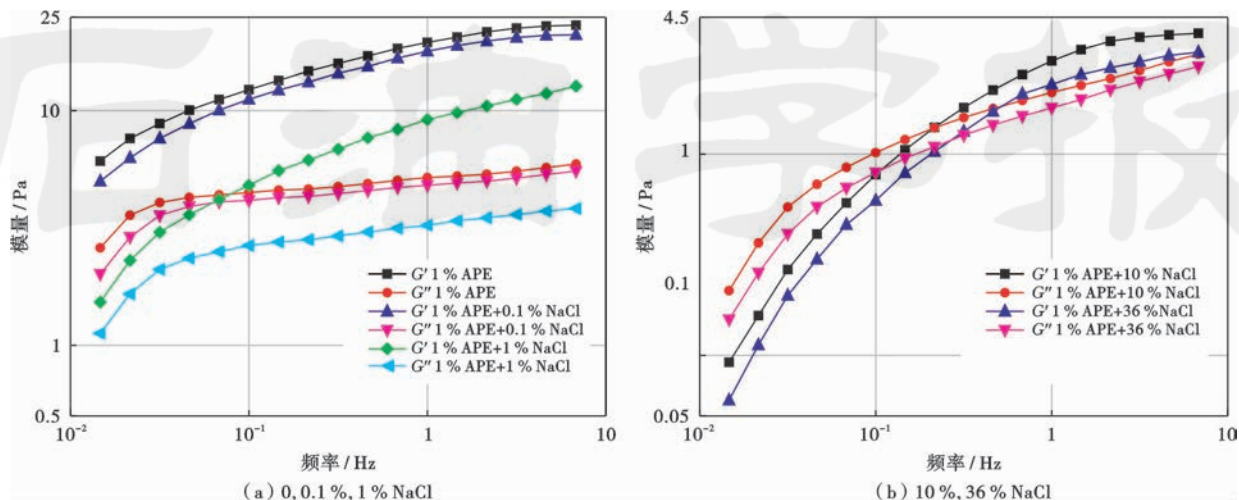 石油学报
25
10
1
0.5
模量/Pa
G′ 1 % APE
G″ 1 % APE
G′ 1 % APE+0.1 % NaCl
G″ 1 % APE+0.1 % NaCl
G′ 1 % APE+1 % NaCl
G″ 1 % APE+1 % NaCl
10⁻² 10⁻¹ 1 10
频率/Hz
(a) 0, 0.1 %, 1 % NaCl
4.5
1
0.1
0.05
模量/Pa
G′ 1 % APE+10 % NaCl
G″ 1 % APE+10 % NaCl
G′ 1 % APE+36 %NaCl
G″ 1 % APE+36 % NaCl
10⁻² 10⁻¹ 1 10
频率/Hz
(b) 10 %, 36 % NaCl